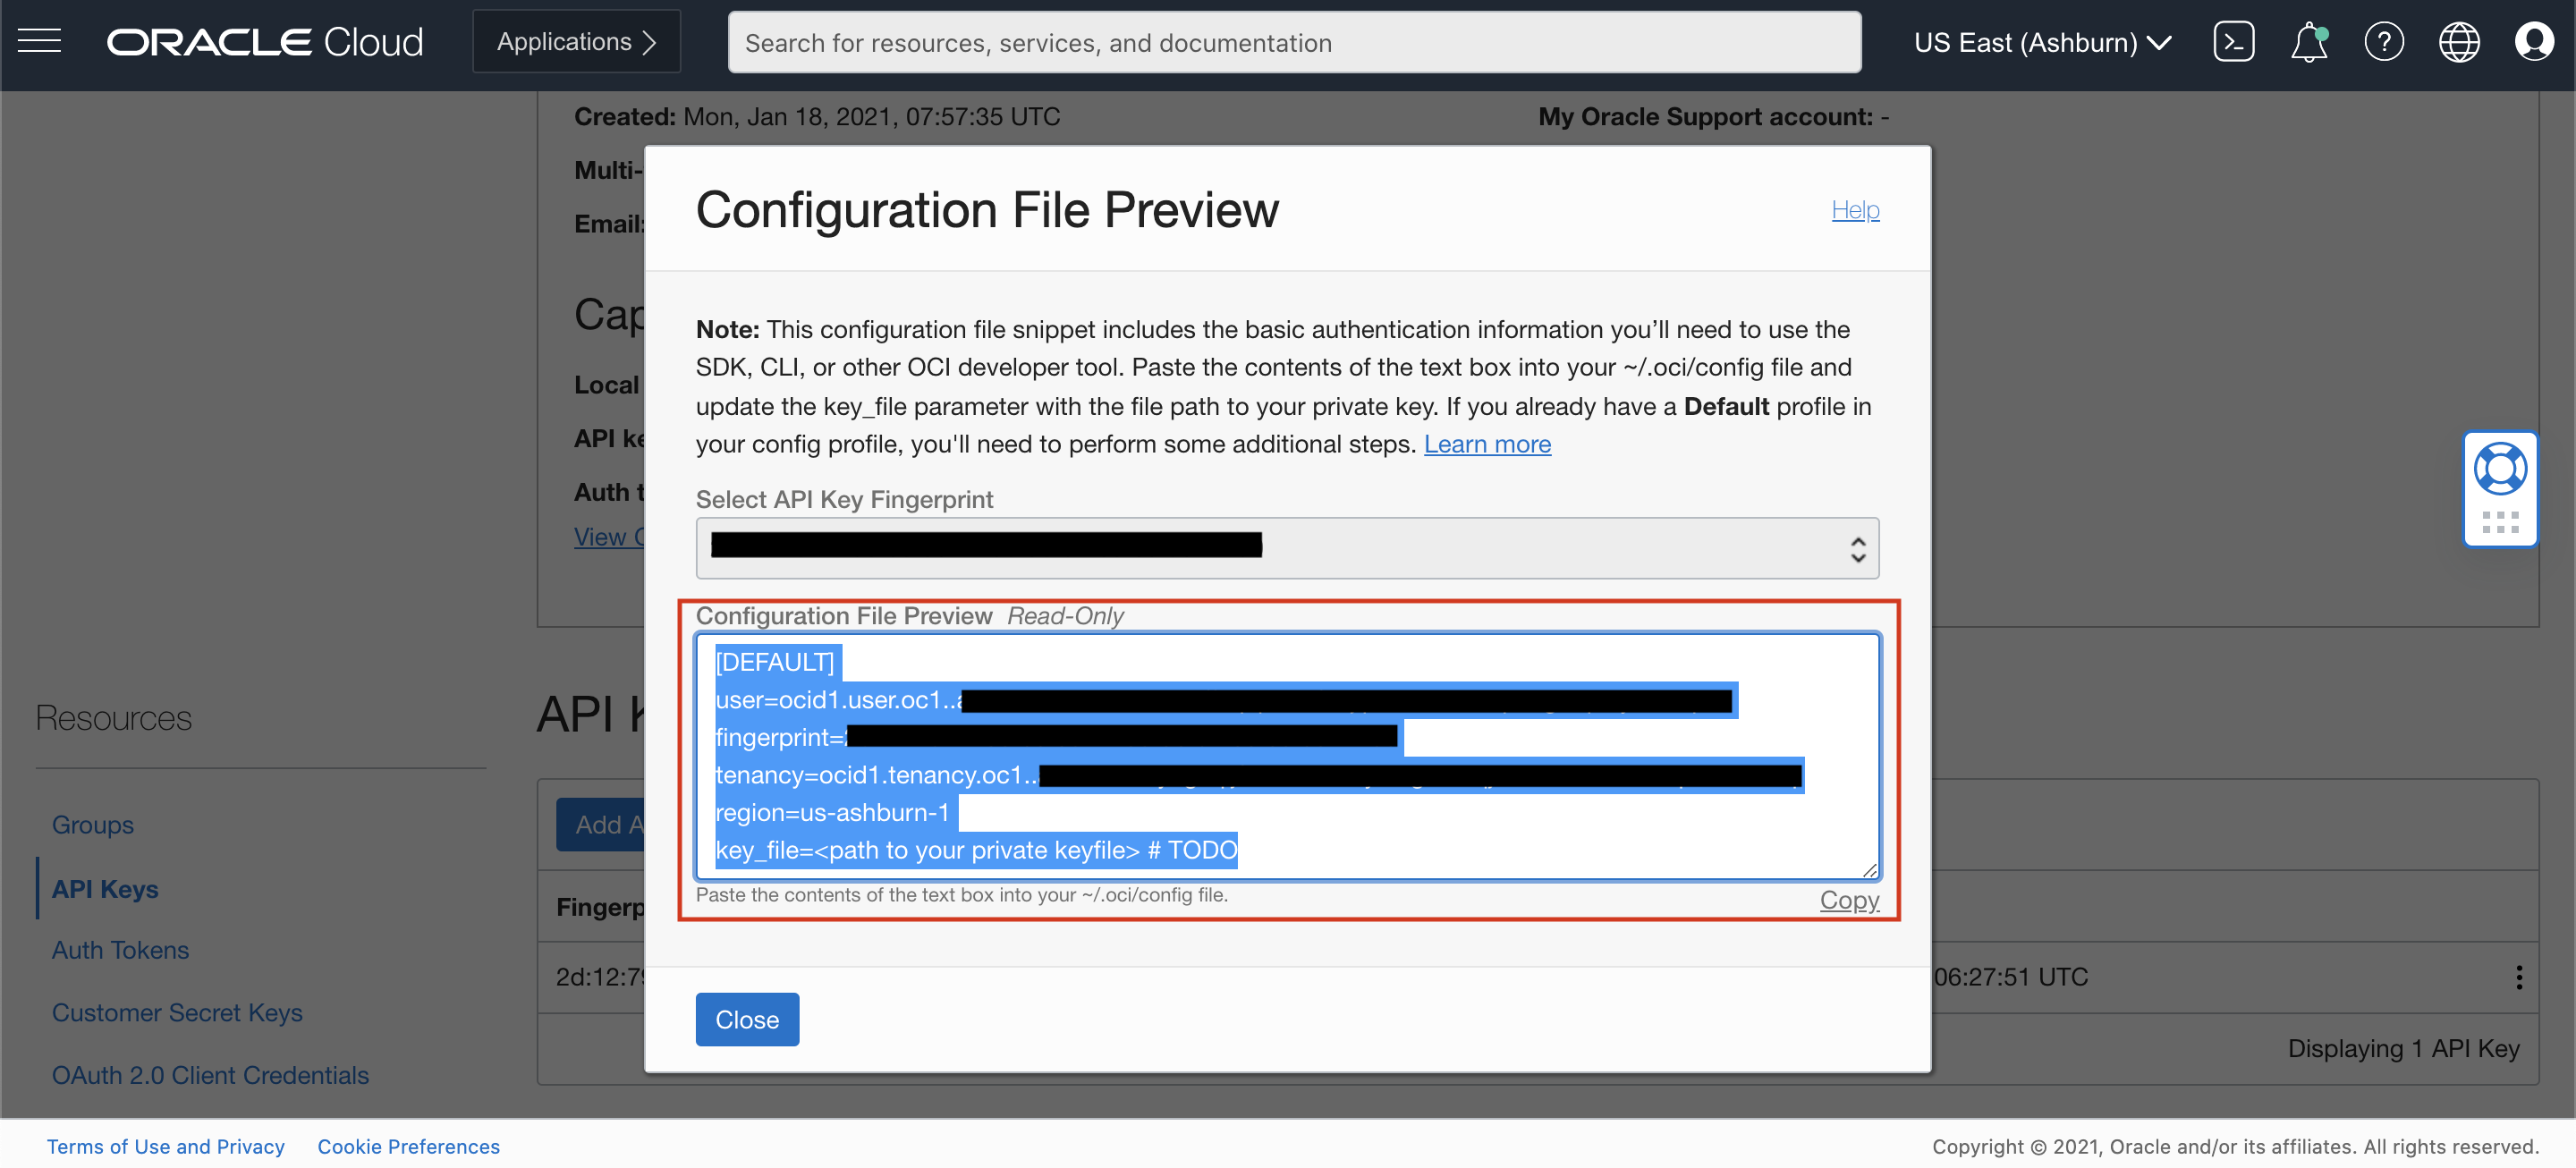 ORACLE Cloud
Applications
Search for resources, services, and documentation
US East (Ashburn)
Created: Mon, Jan 18, 2021, 07:57:35 UTC
My Oracle Support account: -
Multi-
Email:
Cap
Local
API ke
Auth t
View
Configuration File Preview
Help
Note: This configuration file snippet includes the basic authentication information you’ll need to use the
SDK, CLI, or other OCI developer tool. Paste the contents of the text box into your ~/.oci/config file and
update the key_file parameter with the file path to your private key. If you already have a Default profile in
your config profile, you'll need to perform some additional steps. Learn more
Select API Key Fingerprint
Configuration File Preview Read-Only
[DEFAULT]
user=ocid1.user.oc1..
fingerprint=
tenancy=ocid1.tenancy.oc1..
region=us-ashburn-1
key_file=<path to your private keyfile> # TODO
Paste the contents of the text box into your ~/.oci/config file.
Copy
Close
Resources
Groups
API Keys
Auth Tokens
Customer Secret Keys
OAuth 2.0 Client Credentials
API K
Add A
Fingerp
2d:12:79
06:27:51 UTC
Displaying 1 API Key
Terms of Use and Privacy
Cookie Preferences
Copyright © 2021, Oracle and/or its affiliates. All rights reserved.